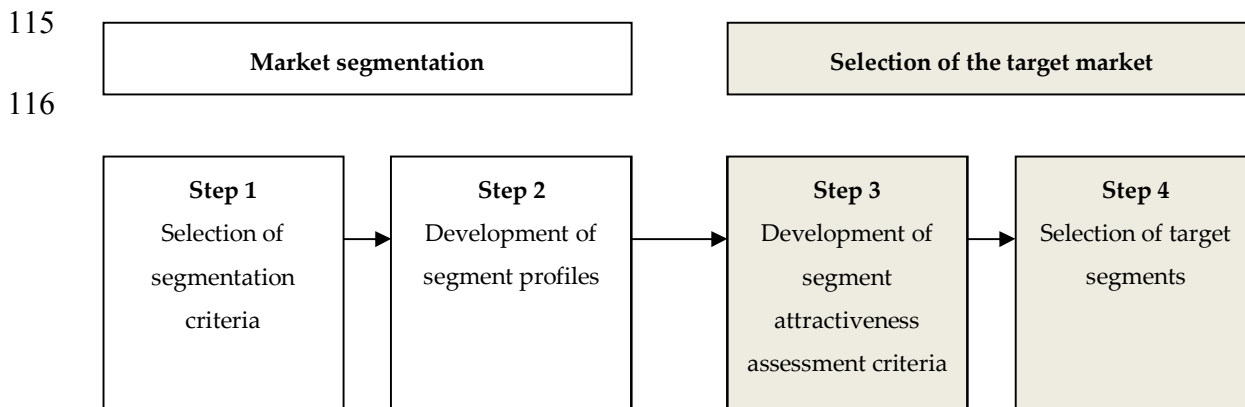 115
Market segmentation
Selection of the target market
116
Step 1
Selection of
segmentation
criteria
Step 2
Development of
segment profiles
Step 3
Development of
segment
attractiveness
assessment criteria
Step 4
Selection of target
segments